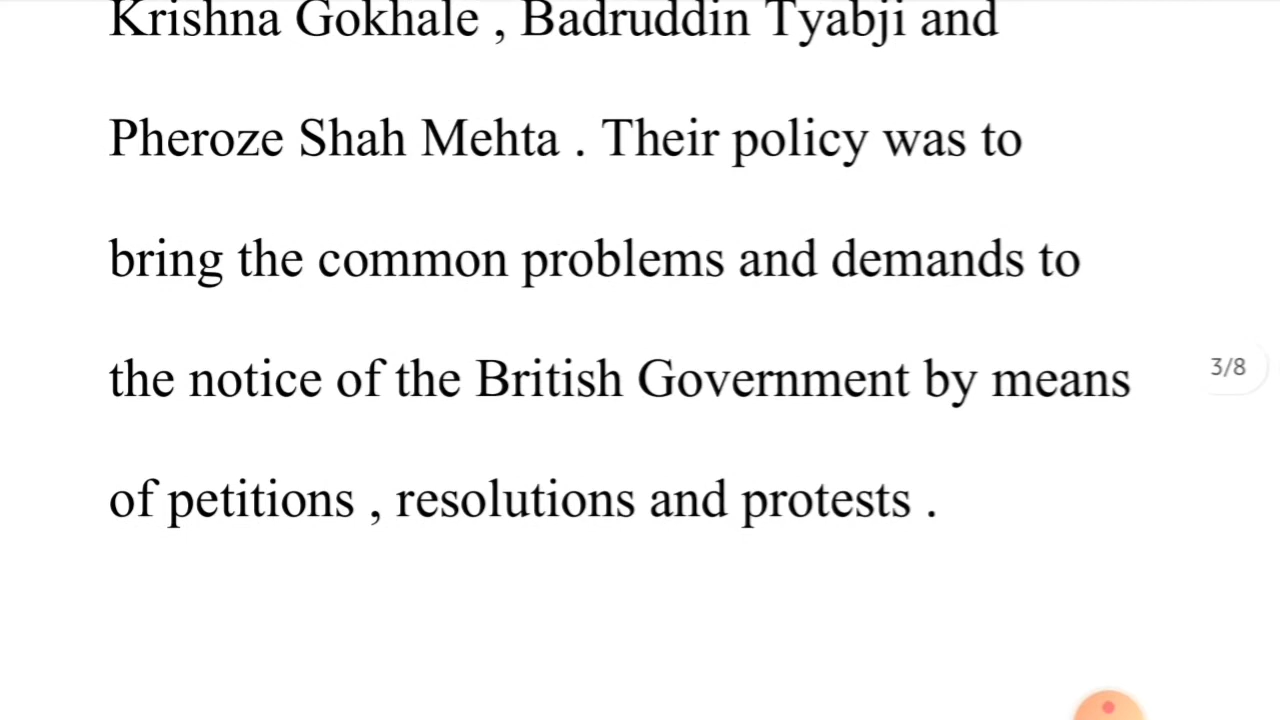 Krishna Gokhale , Badruddin Tyabji and
Pheroze Shah Mehta . Their policy was to
bring the common problems and demands to
the notice of the British Government by means
3/8
of petitions , resolutions and protests .